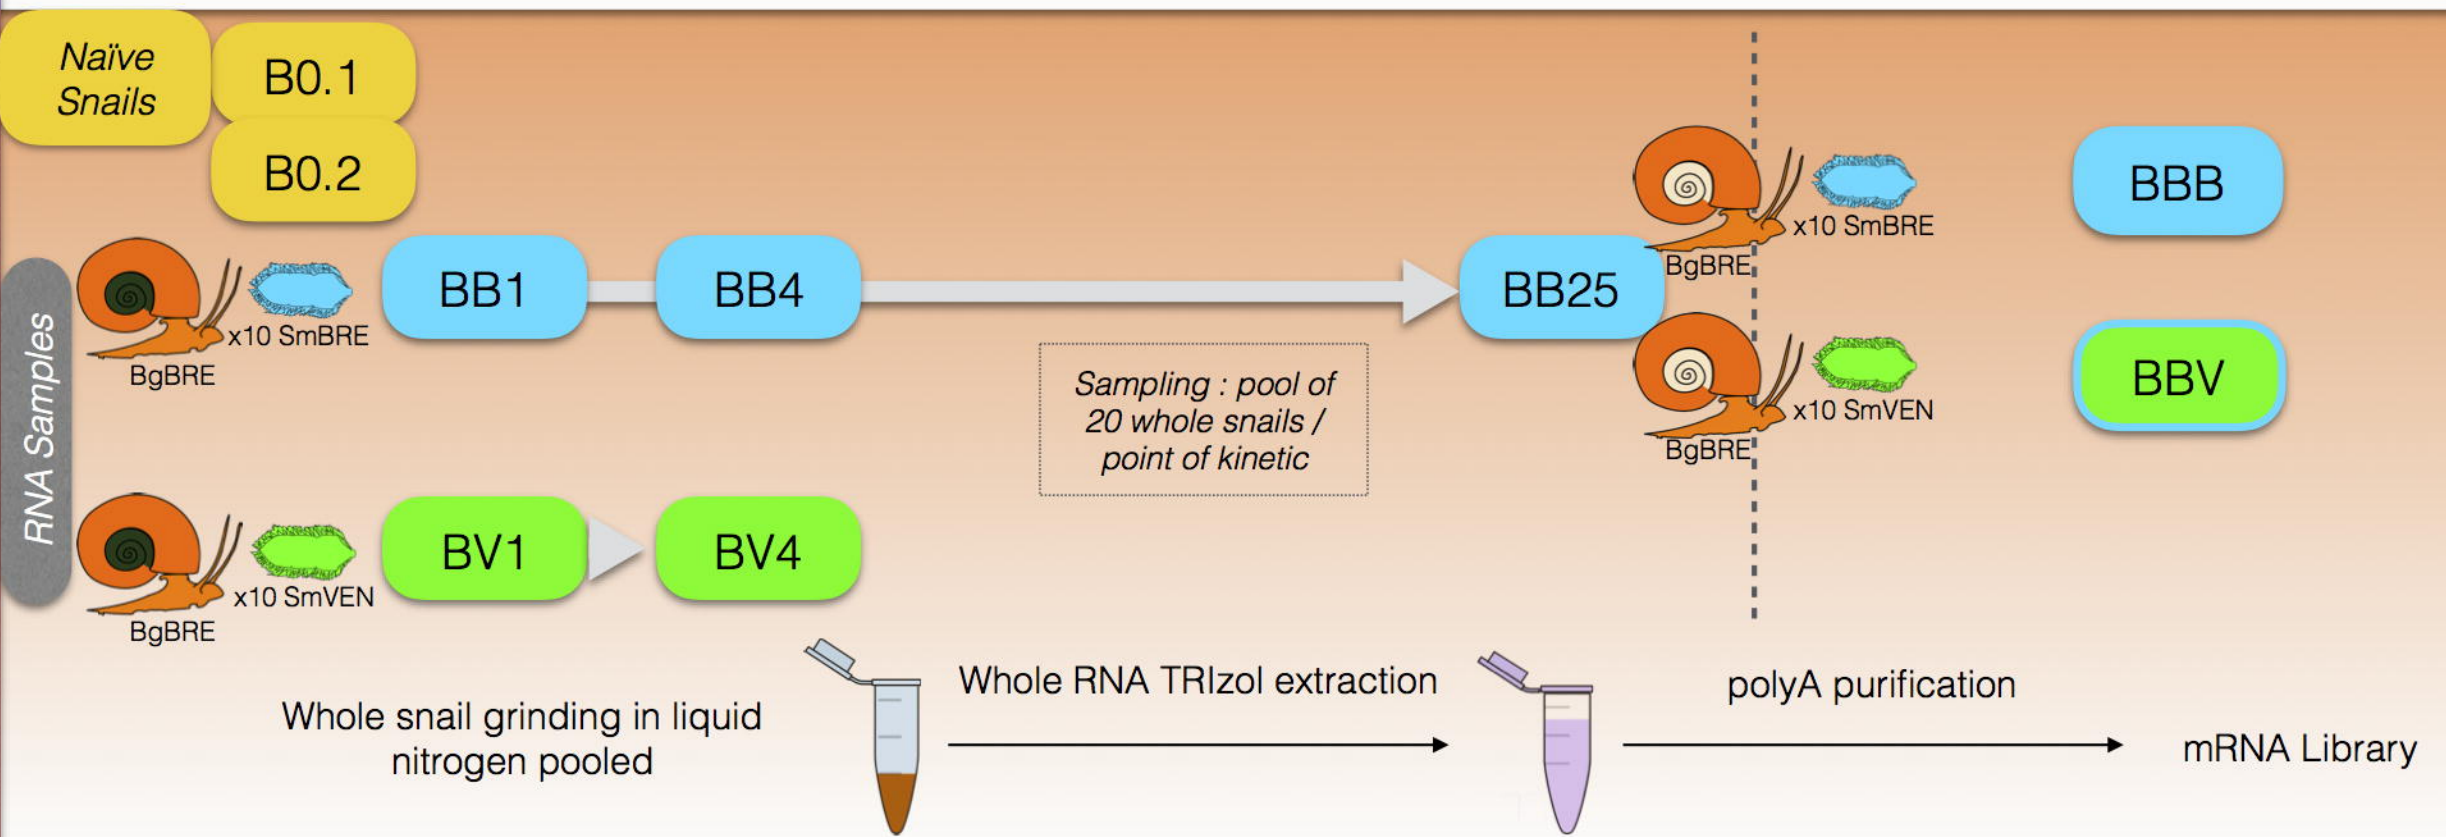 Naïve
Snails
B0.1
B0.2
x10 SmBRE
BgBRE
BBB
RNA Samples
x10 SmBRE
BgBRE
BB1
BB4
BB25
Sampling : pool of
20 whole snails /
point of kinetic
x10 SmVEN
BgBRE
BBV
x10 SmVEN
BgBRE
BV1
BV4
Whole snail grinding in liquid
nitrogen pooled
Whole RNA TRIzol extraction
polyA purification
mRNA Library